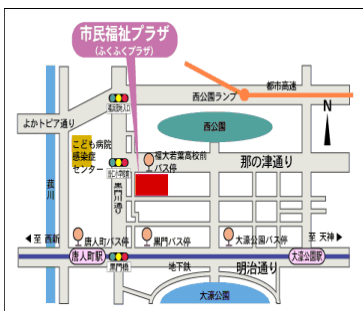 市民福祉プラザ
(ふくふくプラザ)
都市高速
西公園ランプ
N
よかトピア通り
西公園
こども病院
感染症
センター
福大若葉高校前
バス停
那の津通り
菰川
黒門川通り
唐人町バス停
黒門バス停
大濠公園バス停
至 西新
至 天神
唐人町駅
大濠公園駅
黒門橋
地下鉄
明治通り
大濠公園